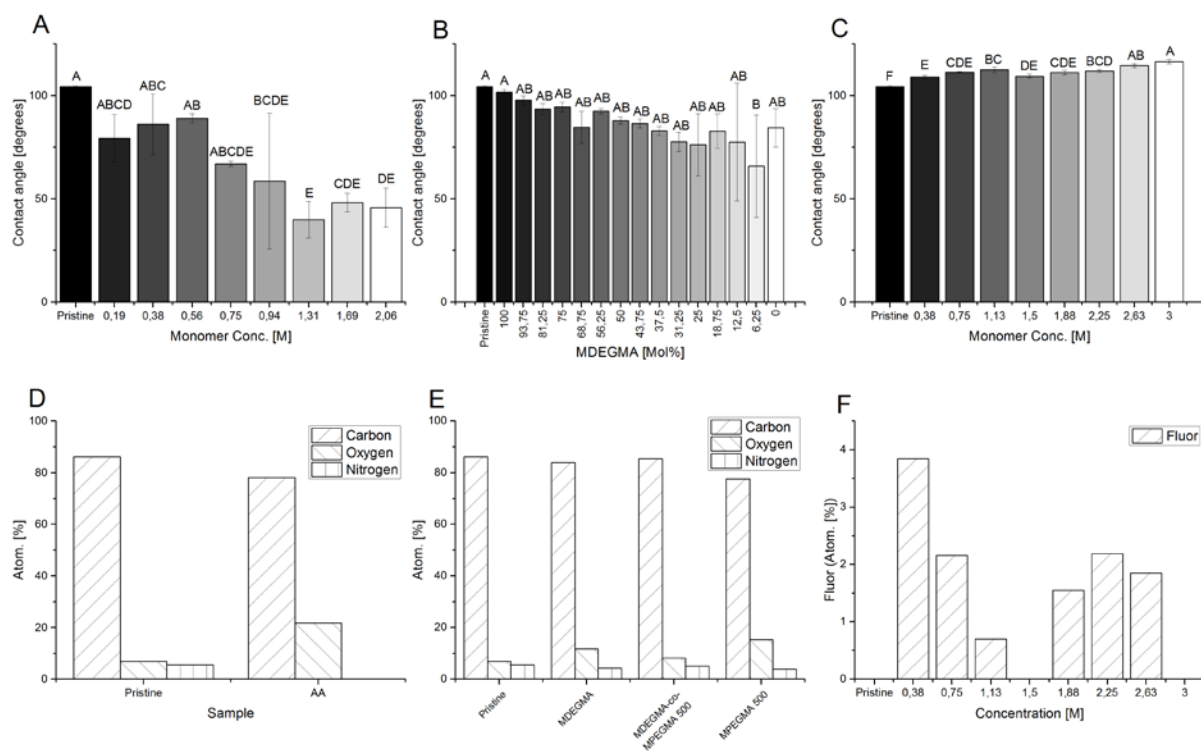 A
A
ABCD
ABC
AB
ABCDE
BCDE
E
CDE
DE
100
50
0
Contact angle [degrees]
Pristine 0,19 0,38 0,56 0,75 0,94 1,31 1,69 2,06
Monomer Conc. [M]
B
A A AB AB AB AB AB AB AB AB AB AB AB AB B AB
100
50
0
Contact angle [degrees]
Pristine 100 93,75 81,25 75 68,75 56,25 50 43,75 37,5 31,25 25 18,75 12,5 6,25 0
MDEGMA [Mol%]
C
F E CDE BC DE CDE BCD AB A
100
50
0
Contact angle [degrees]
Pristine 0,38 0,75 1,13 1,5 1,88 2,25 2,63 3
Monomer Conc. [M]
D
100
80
60
40
20
0
Atom. [%]
Carbon
Oxygen
Nitrogen
Pristine AA
Sample
E
100
80
60
40
20
0
Atom. [%]
Carbon
Oxygen
Nitrogen
Pristine
MDEGMA
MDEGMA-co-
MPEGMA 500
MPEGMA 500
F
4
3
2
1
0
Fluor (Atom. [%])
Fluor
Pristine 0,38 0,75 1,13 1,5 1,88 2,25 2,63 3
Concentration [M]